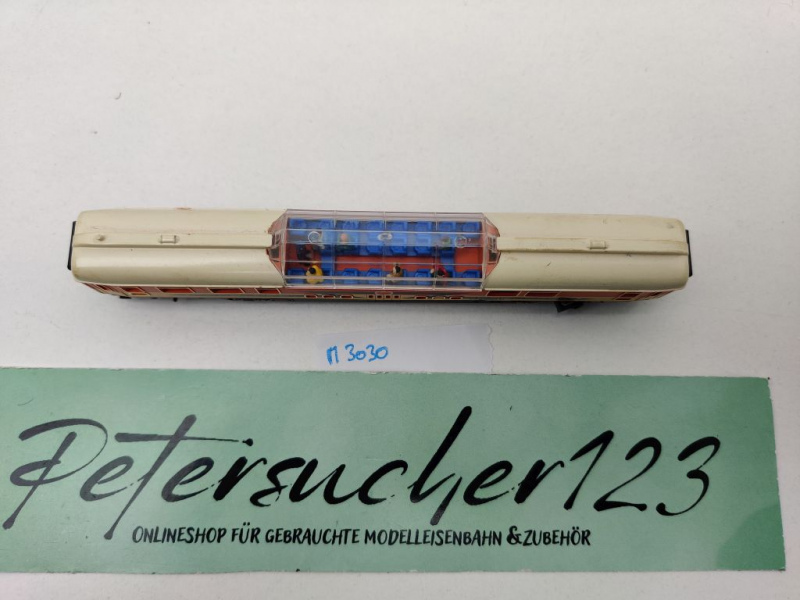 M 3030
Petersucher123
ONLINESHOP FÜR GEBRAUCHTE MODELLEISENBAHN & ZUBEHÖR